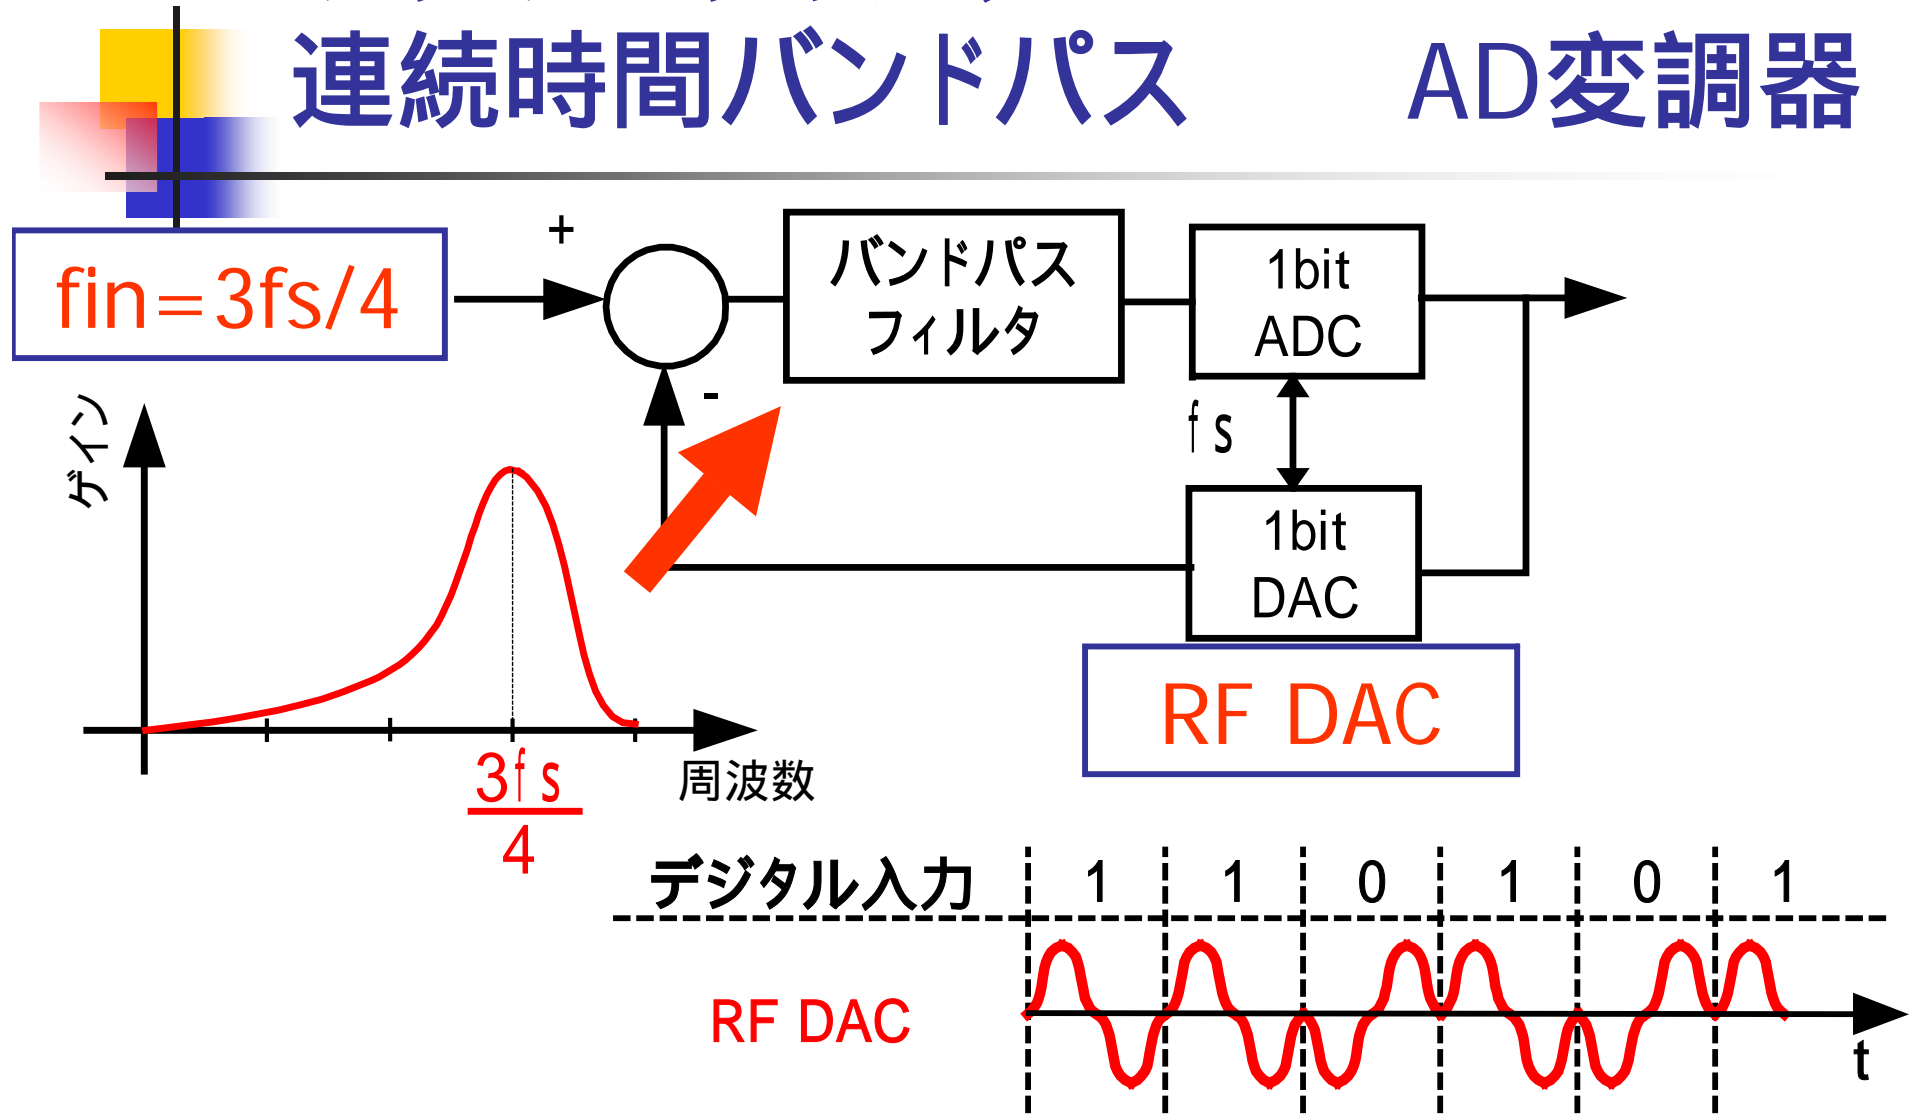 連続時間バンドパス AD変調器
fin=3fs/4
+
-
バンドパス
フィルタ
1bit
ADC
fs
1bit
DAC
RF DAC
ゲイン
3fs
4
周波数
デジタル入力 1 1 0 1 0 1
RF DAC
t